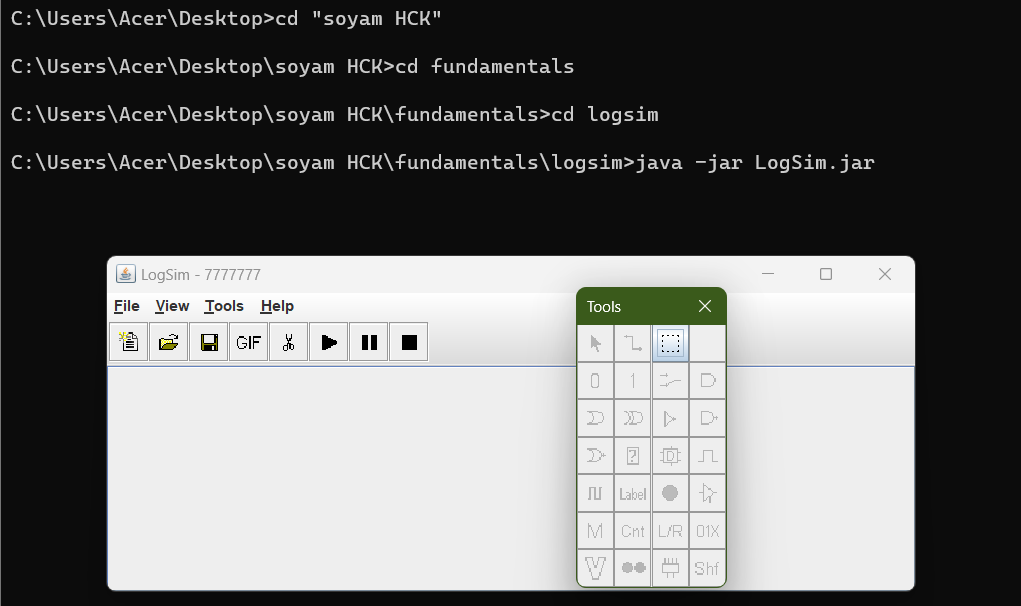 C:\Users\Acer\Desktop>cd "soyam HCK"
C:\Users\Acer\Desktop\soyam HCK>cd fundamentals
C:\Users\Acer\Desktop\soyam HCK\fundamentals>cd logsim
C:\Users\Acer\Desktop\soyam HCK\fundamentals\logsim>java -jar LogSim.jar
LogSim - 7777777
File View Tools Help
GIF
Tools
0 1
?
D
Label
M Cnt L/R 01X
V Shf